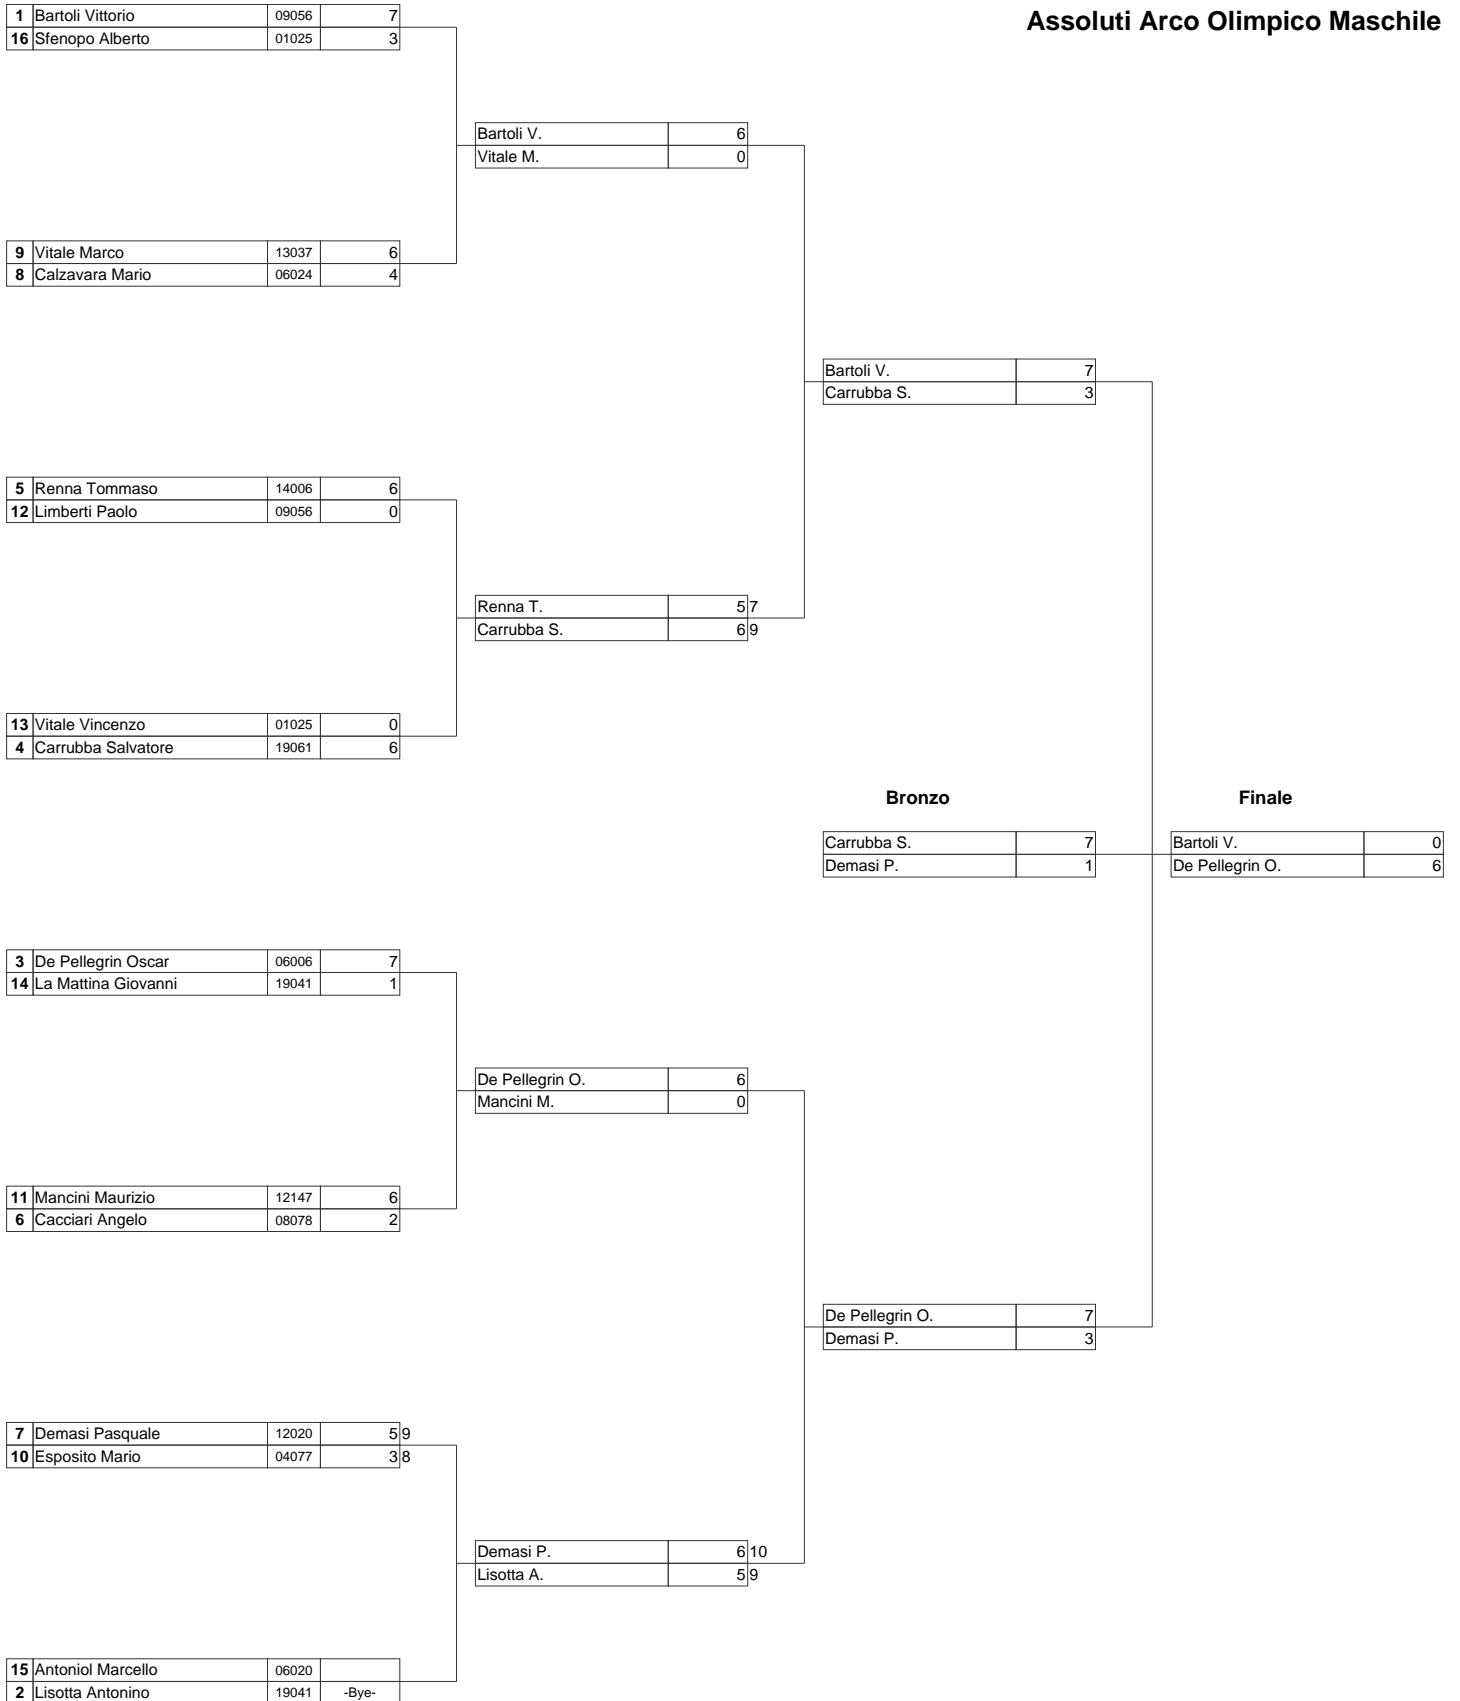 Assoluti Arco Olimpico Maschile
1 Bartoli Vittorio 09056 7
16 Sfenopo Alberto 01025 3
Bartoli V. 6
Vitale M. 0
9 Vitale Marco 13037 6
8 Calzavara Mario 06024 4
Bartoli V. 7
Carrubba S. 3
5 Renna Tommaso 14006 6
12 Limberti Paolo 09056 0
Renna T. 5 7
Carrubba S. 6 9
13 Vitale Vincenzo 01025 0
4 Carrubba Salvatore 19061 6
Bronzo Finale
Carrubba S. 7 Bartoli V. 0
Demasi P. 1 De Pellegrin O. 6
3 De Pellegrin Oscar 06006 7
14 La Mattina Giovanni 19041 1
De Pellegrin O. 6
Mancini M. 0
11 Mancini Maurizio 12147 6
6 Cacciari Angelo 08078 2
De Pellegrin O. 7
Demasi P. 3
7 Demasi Pasquale 12020 5 9
10 Esposito Mario 04077 3 8
Demasi P. 6 10
Lisotta A. 5 9
15 Antoniol Marcello 06020
2 Lisotta Antonino 19041 -Bye-